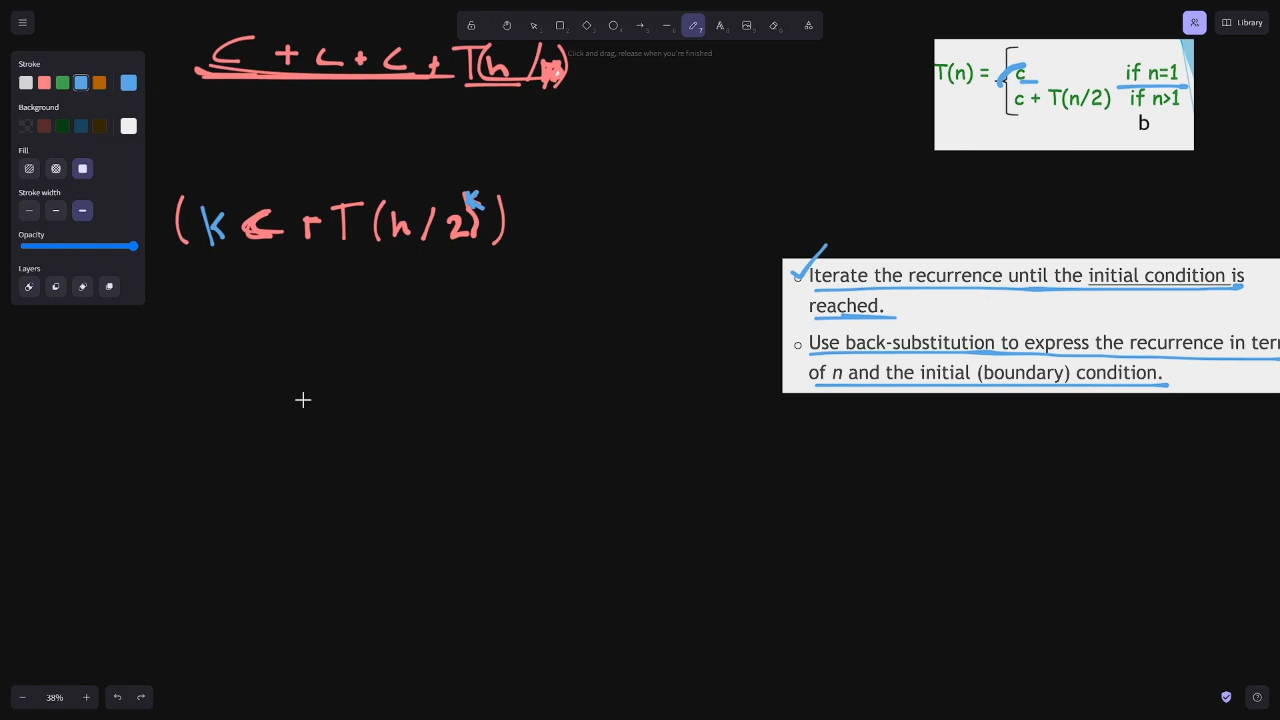 Library
Click and drag, release when you're finished
Stroke
Background
Fill
Stroke width
Opacity
Layers
C + C + C + T(n/
T(n) = c if n=1
c + T(n/2) if n>1
b
(K C + T(n/2^K))
Iterate the recurrence until the initial condition is
reached.
Use back-substitution to express the recurrence in ter
of n and the initial (boundary) condition.
38%